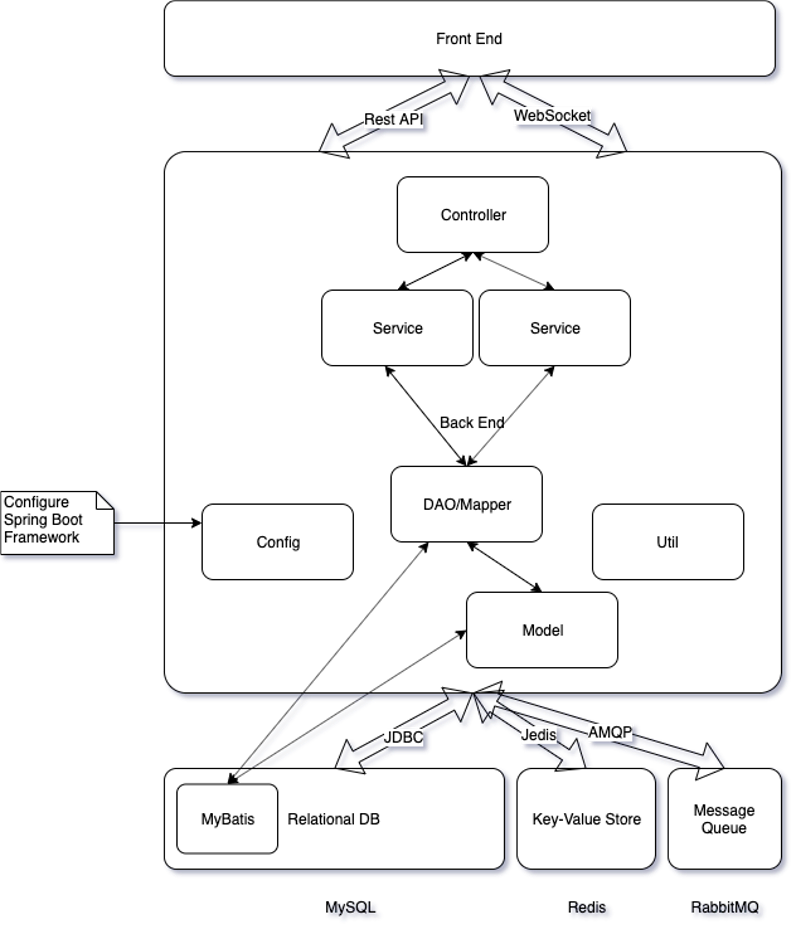 Front End
Rest API
WebSocket
Controller
Service
Service
Back End
DAO/Mapper
Configure
Spring Boot
Framework
Config
Util
Model
JDBC
Jedis
AMQP
MyBatis
Relational DB
Key-Value Store
Message
Queue
MySQL
Redis
RabbitMQ